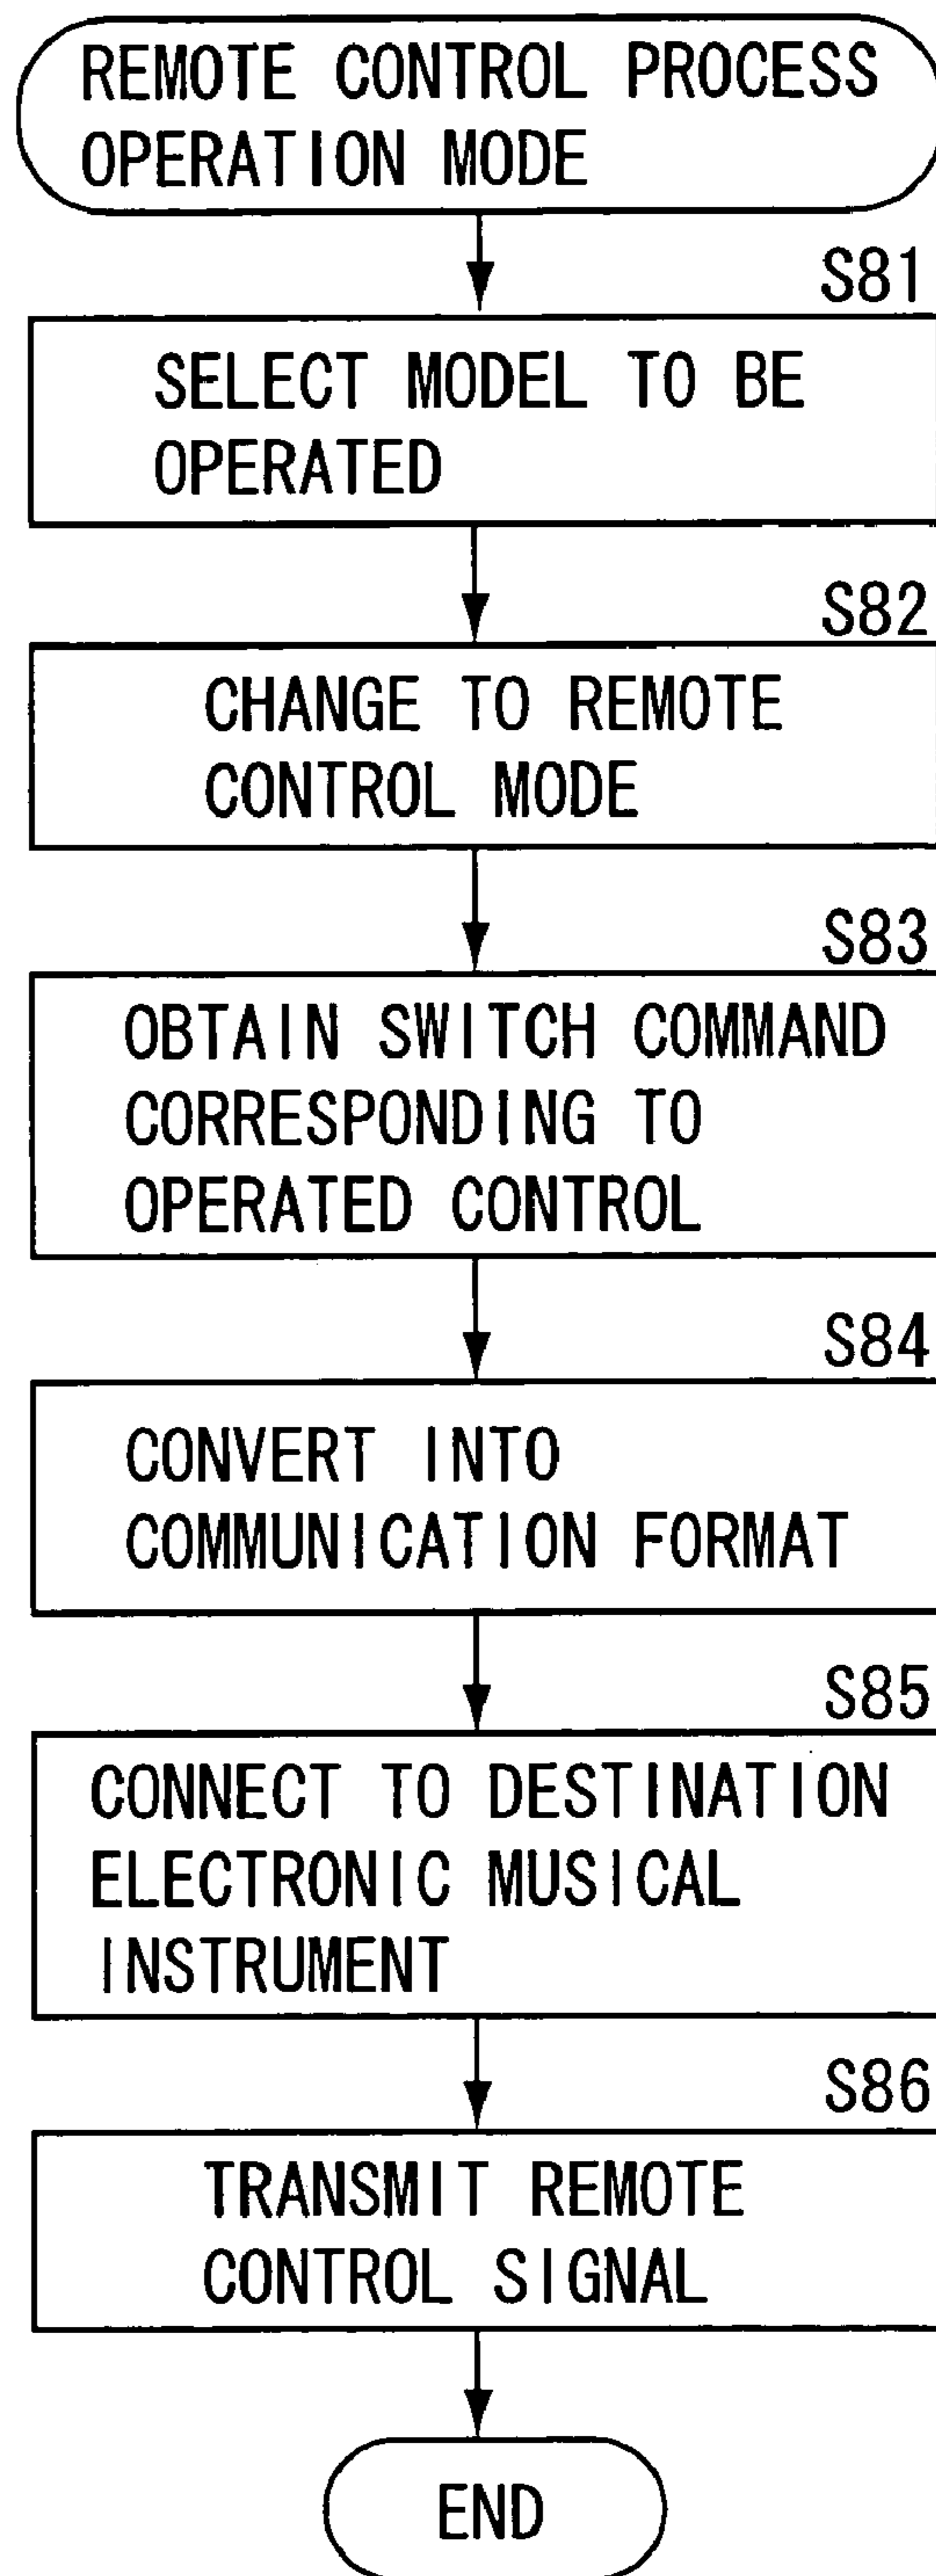 REMOTE CONTROL PROCESS
OPERATION MODE
S81
SELECT MODEL TO BE
OPERATED
S82
CHANGE TO REMOTE
CONTROL MODE
S83
OBTAIN SWITCH COMMAND
CORRESPONDING TO
OPERATED CONTROL
S84
CONVERT INTO
COMMUNICATION FORMAT
S85
CONNECT TO DESTINATION
ELECTRONIC MUSICAL
INSTRUMENT
S86
TRANSMIT REMOTE
CONTROL SIGNAL
END